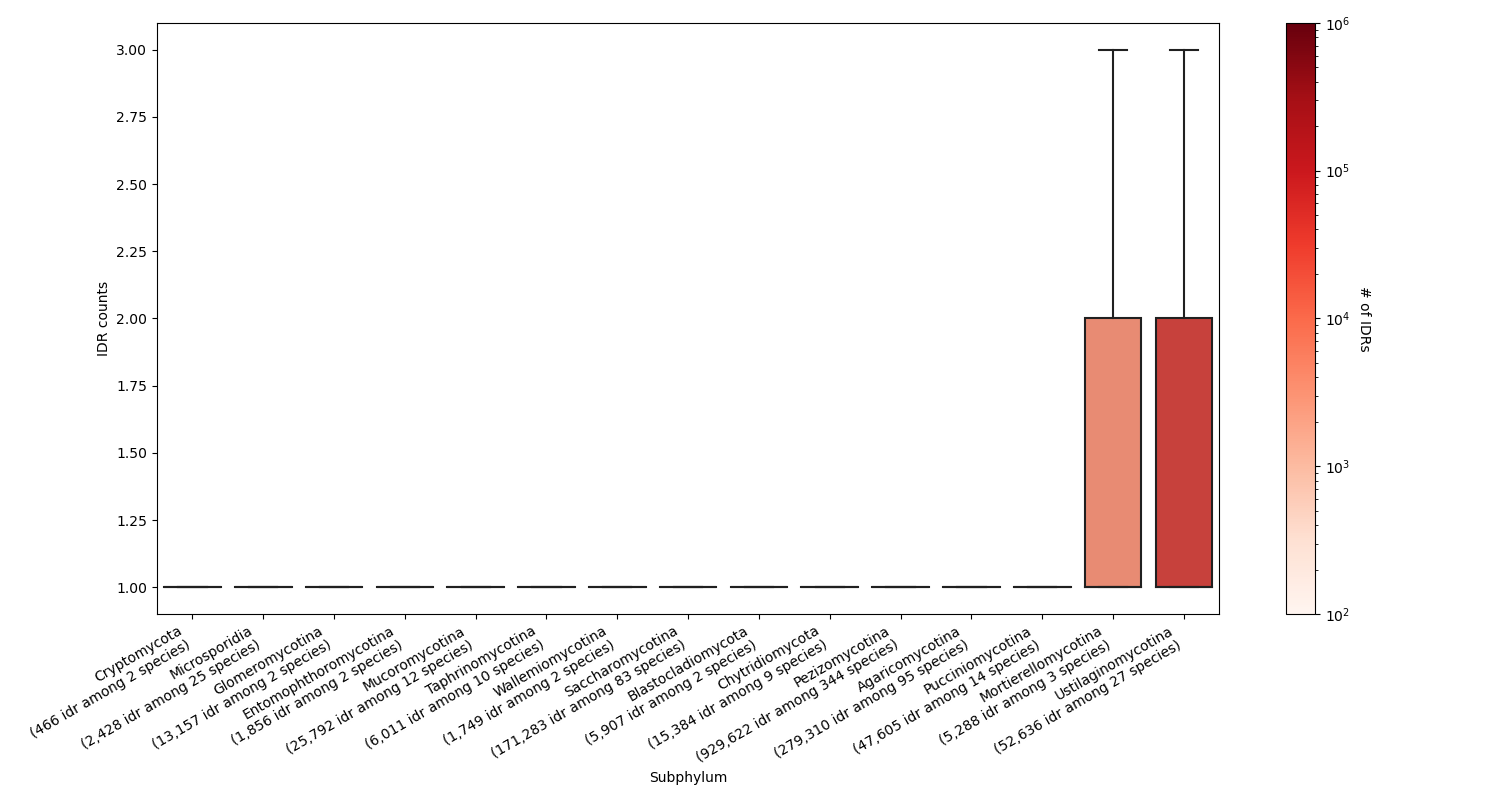 3.00
2.75
2.50
2.25
2.00
1.75
1.50
1.25
1.00
IDR counts
Cryptomycota
(466 idr among 2 species)
Microsporidia
(2,428 idr among 25 species)
Glomeromycotina
(13,157 idr among 2 species)
Entomophthoromycotina
(1,856 idr among 2 species)
Mucoromycotina
(25,792 idr among 12 species)
Taphrinomycotina
(6,011 idr among 10 species)
Wallemiomycotina
(1,749 idr among 2 species)
Saccharomycotina
(171,283 idr among 83 species)
Blastocladiomycota
(5,907 idr among 2 species)
Chytridiomycota
(15,384 idr among 9 species)
Pezizomycotina
(929,622 idr among 344 species)
Agaricomycotina
(279,310 idr among 95 species)
Pucciniomycotina
(47,605 idr among 14 species)
Mortierellomycotina
(5,288 idr among 3 species)
Ustilaginomycotina
(52,636 idr among 27 species)
Subphylum
10⁶
10⁵
10⁴
10³
10²
# of IDRs